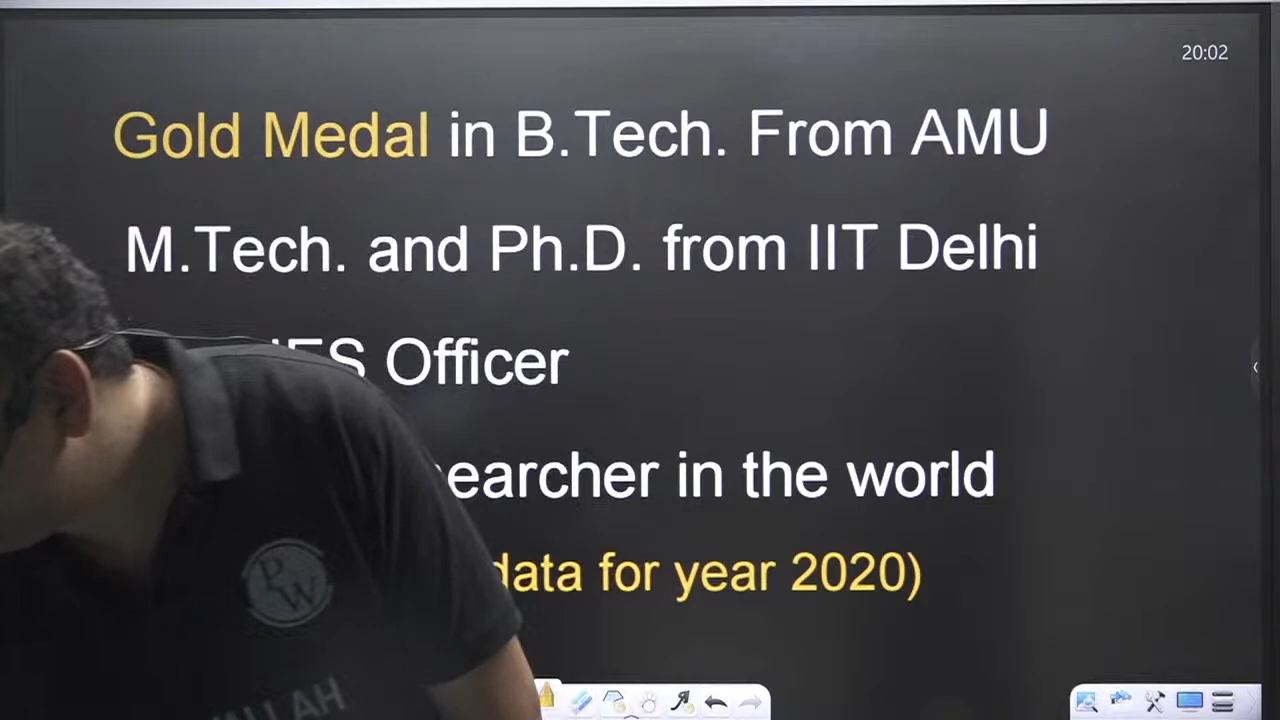 20:02
Gold Medal in B.Tech. From AMU
M.Tech. and Ph.D. from IIT Delhi
Officer
in the world
data for year 2020)
PW